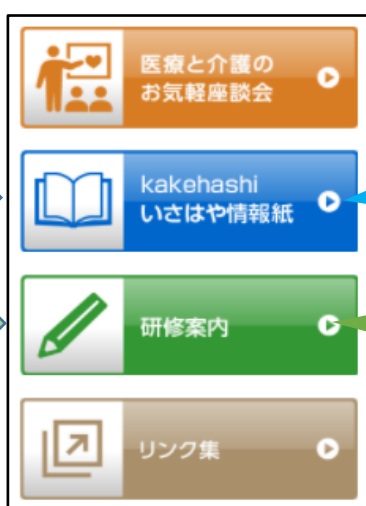 医療と介護の
お気軽座談会
kakehashi
いさはや情報紙
研修案内
リンク集